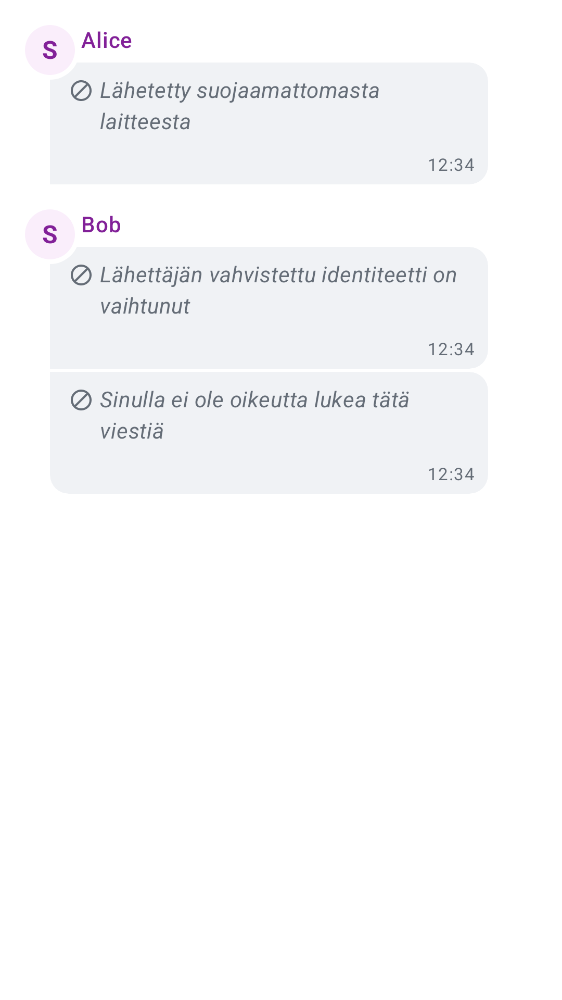 S Alice
Lähetetty suojaamattomasta
laitteesta
12:34
S Bob
Lähettäjän vahvistettu identiteetti on
vaihtunut
12:34
Sinulla ei ole oikeutta lukea tätä
viestiä
12:34